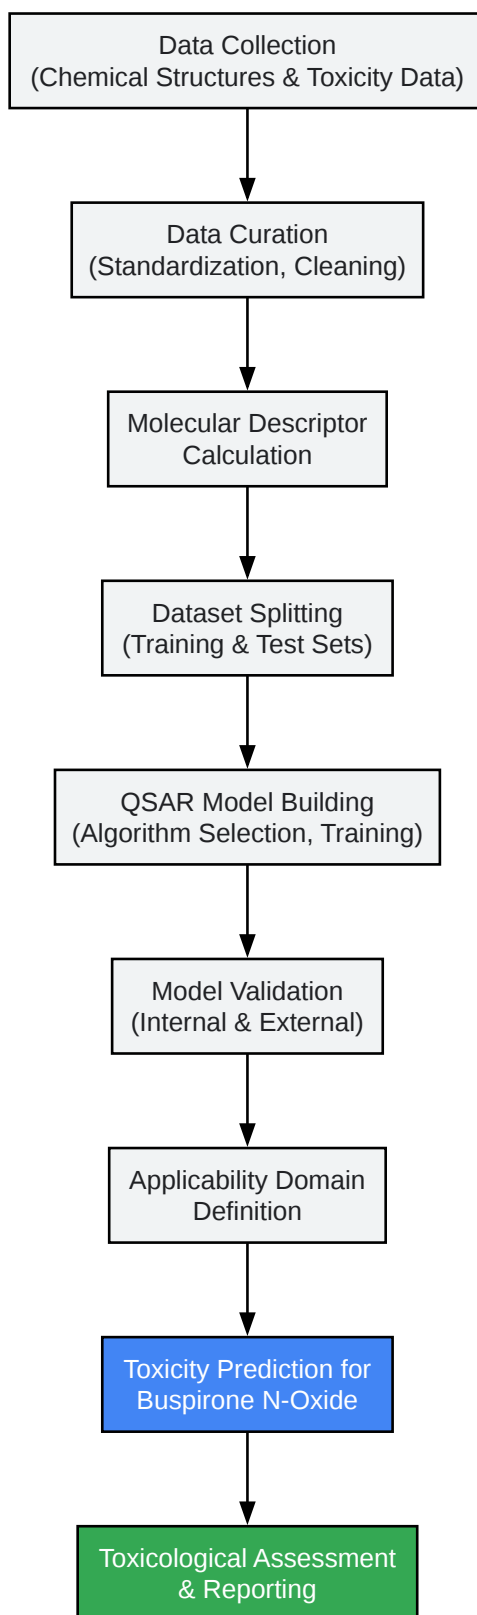 Data Collection
(Chemical Structures & Toxicity Data)
Data Curation
(Standardization, Cleaning)
Molecular Descriptor
Calculation
Dataset Splitting
(Training & Test Sets)
QSAR Model Building
(Algorithm Selection, Training)
Model Validation
(Internal & External)
Applicability Domain
Definition
Toxicity Prediction for
Buspirone N-Oxide
Toxicological Assessment
& Reporting